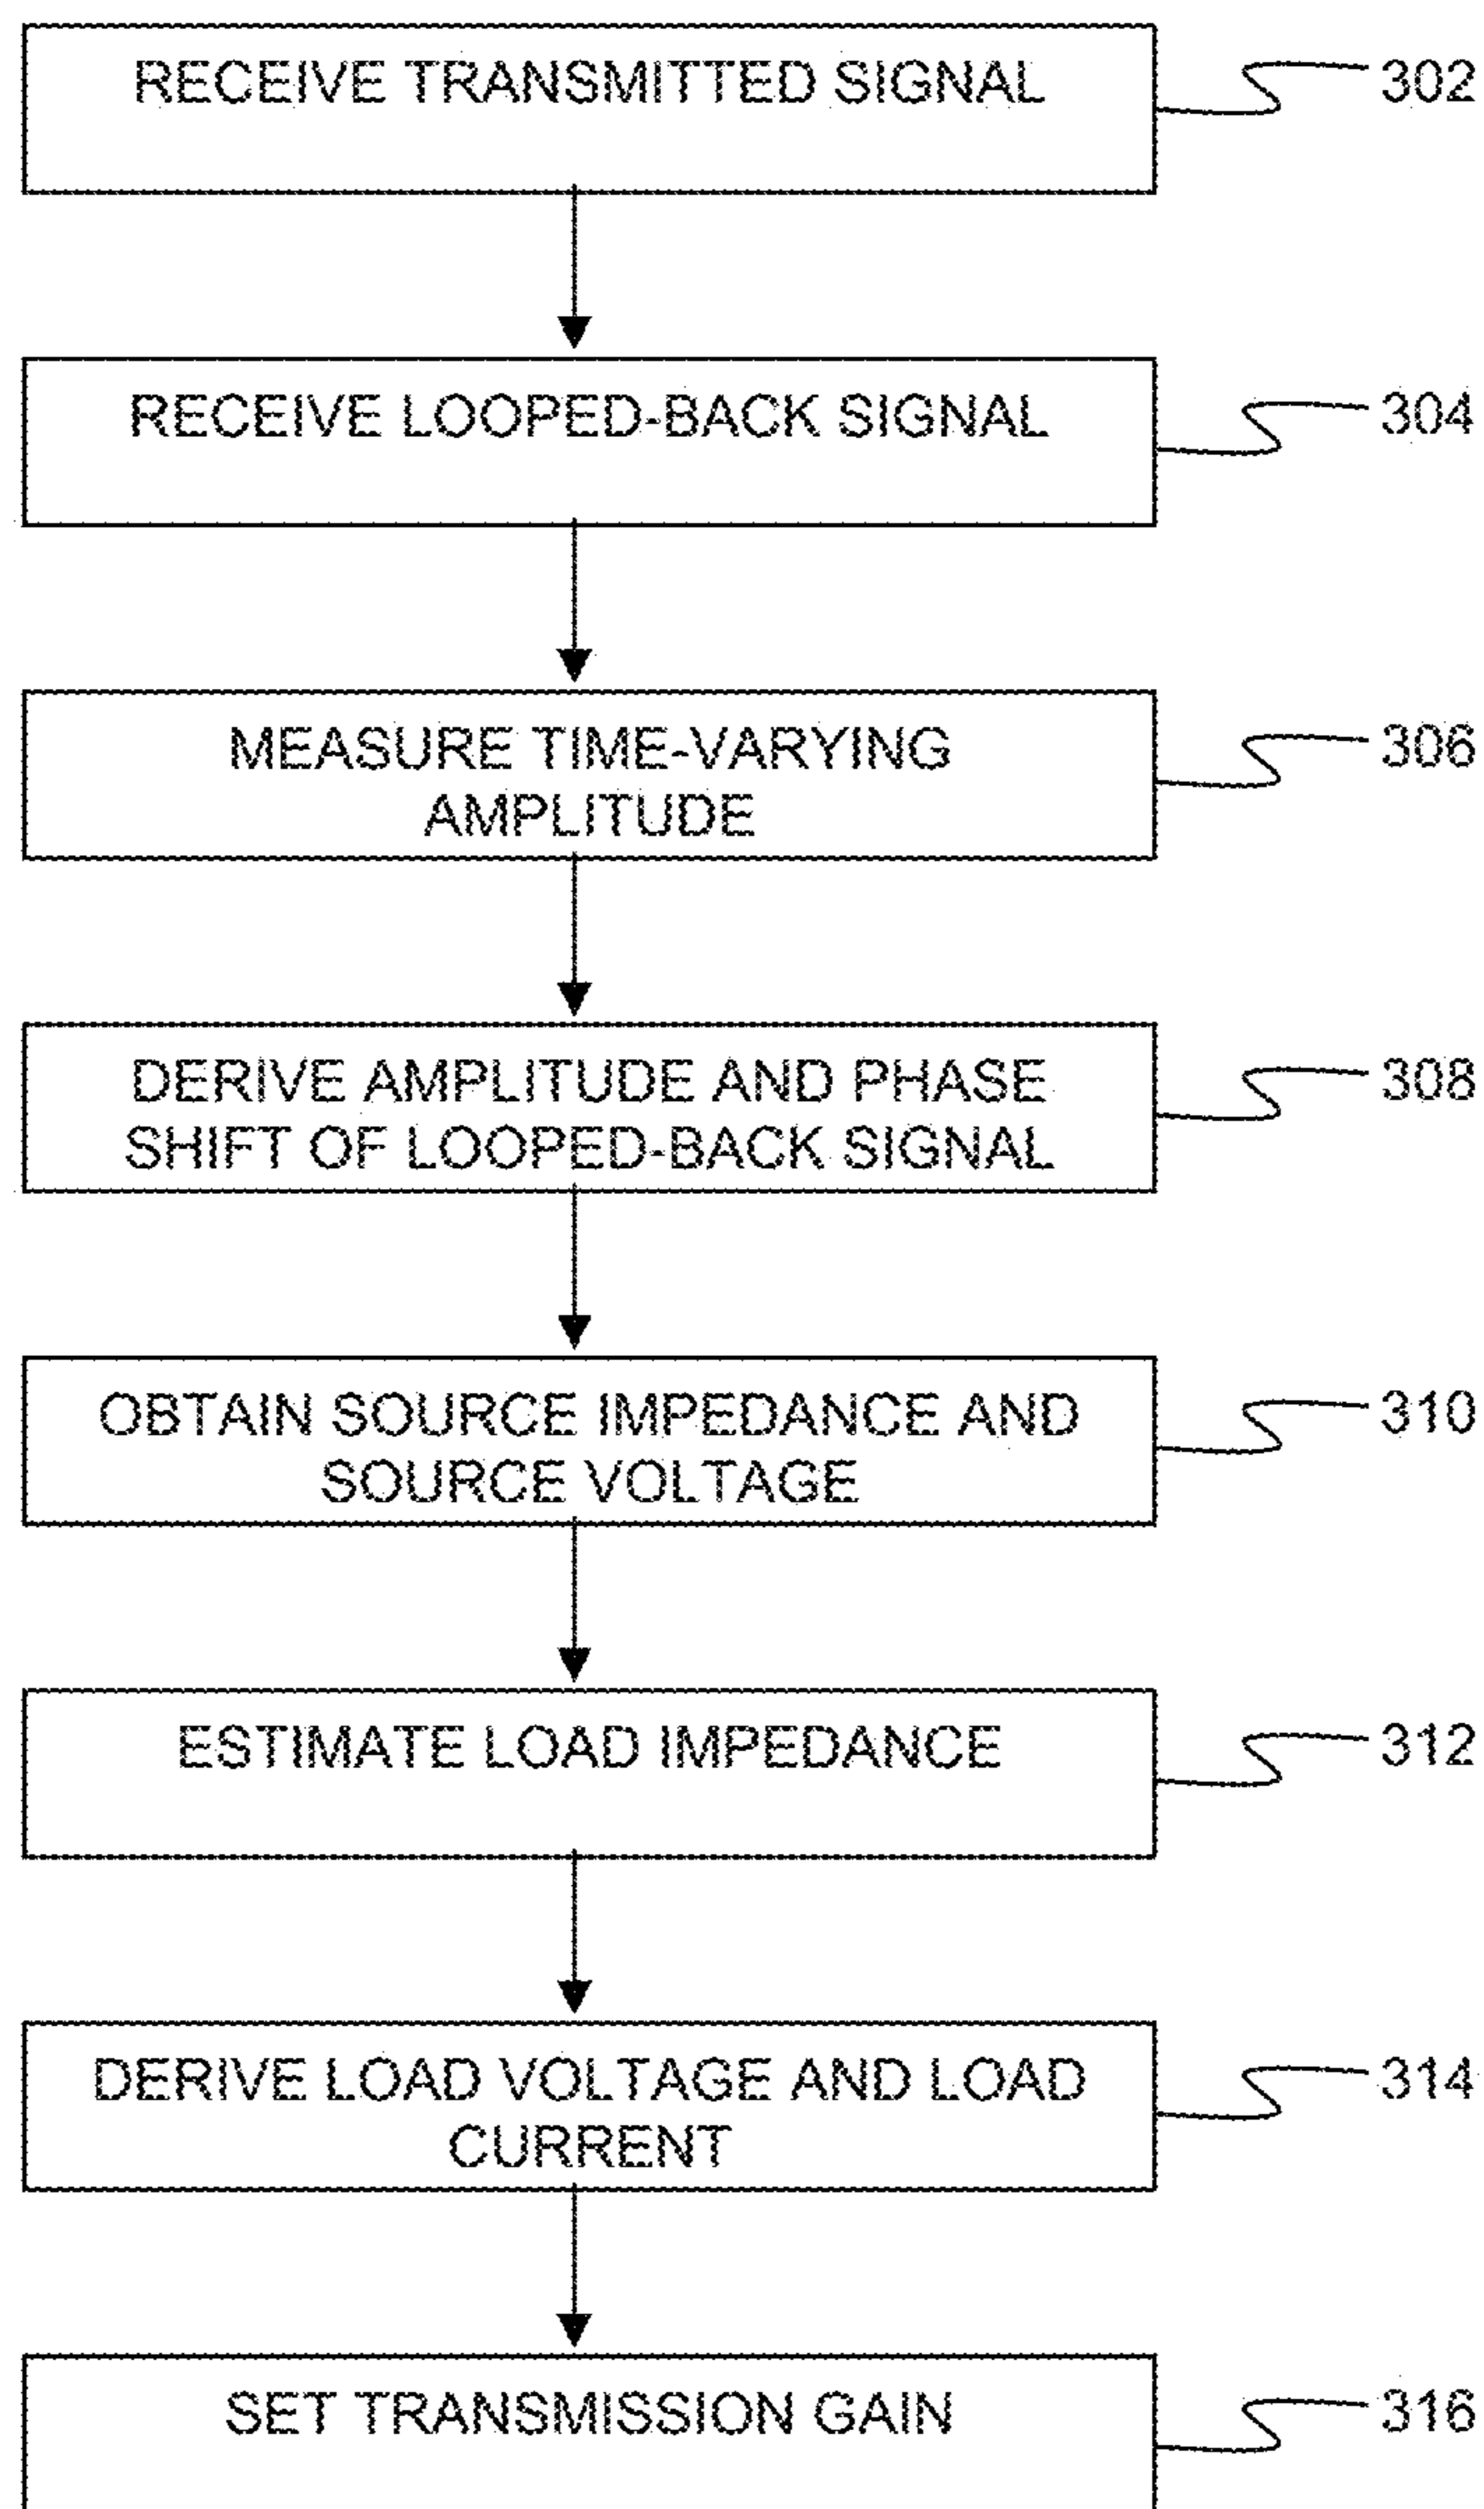 RECEIVE TRANSMITTED SIGNAL
302
RECEIVE LOOPED-BACK SIGNAL
304
MEASURE TIME-VARYING
AMPLITUDE
306
DERIVE AMPLITUDE AND PHASE
SHIFT OF LOOPED-BACK SIGNAL
308
OBTAIN SOURCE IMPEDANCE AND
SOURCE VOLTAGE
310
ESTIMATE LOAD IMPEDANCE
312
DERIVE LOAD VOLTAGE AND LOAD
CURRENT
314
SET TRANSMISSION GAIN
316